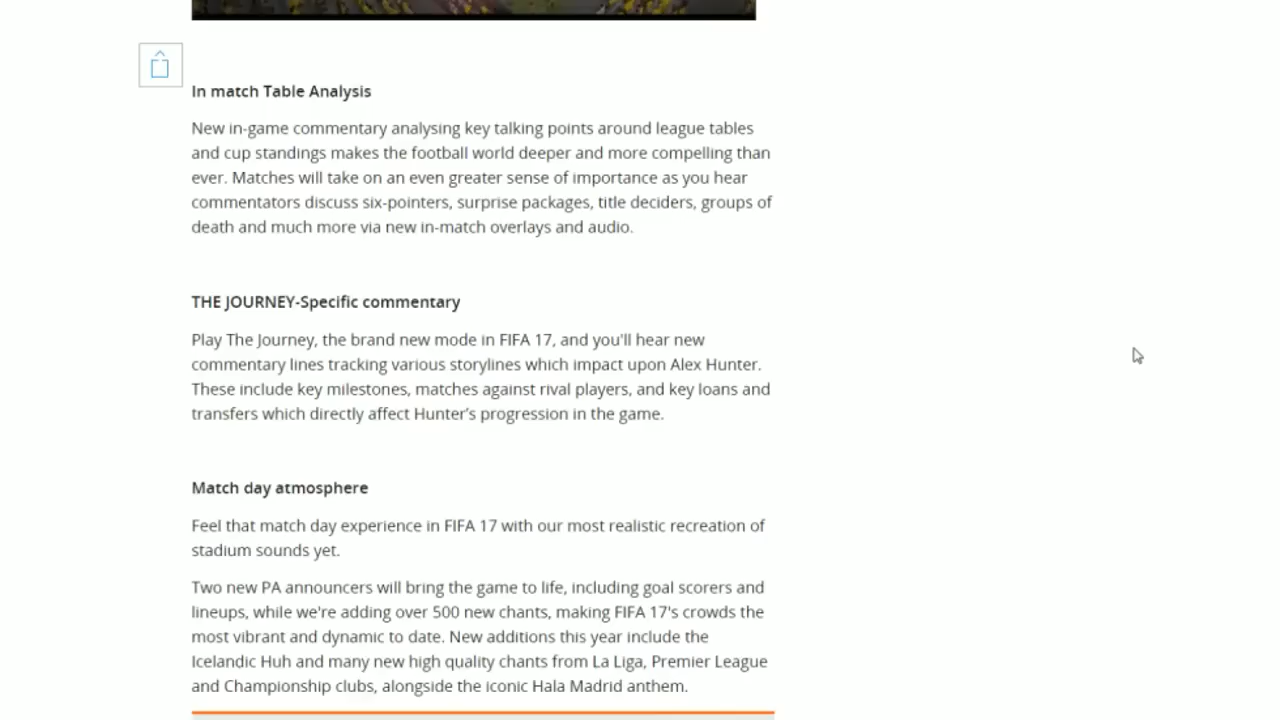 In match Table Analysis
New in-game commentary analysing key talking points around league tables
and cup standings makes the football world deeper and more compelling than
ever. Matches will take on an even greater sense of importance as you hear
commentators discuss six-pointers, surprise packages, title deciders, groups of
death and much more via new in-match overlays and audio.
THE JOURNEY-Specific commentary
Play The Journey, the brand new mode in FIFA 17, and you'll hear new
commentary lines tracking various storylines which impact upon Alex Hunter.
These include key milestones, matches against rival players, and key loans and
transfers which directly affect Hunter's progression in the game.
Match day atmosphere
Feel that match day experience in FIFA 17 with our most realistic recreation of
stadium sounds yet.
Two new PA announcers will bring the game to life, including goal scorers and
lineups, while we're adding over 500 new chants, making FIFA 17's crowds the
most vibrant and dynamic to date. New additions this year include the
Icelandic Huh and many new high quality chants from La Liga, Premier League
and Championship clubs, alongside the iconic Hala Madrid anthem.